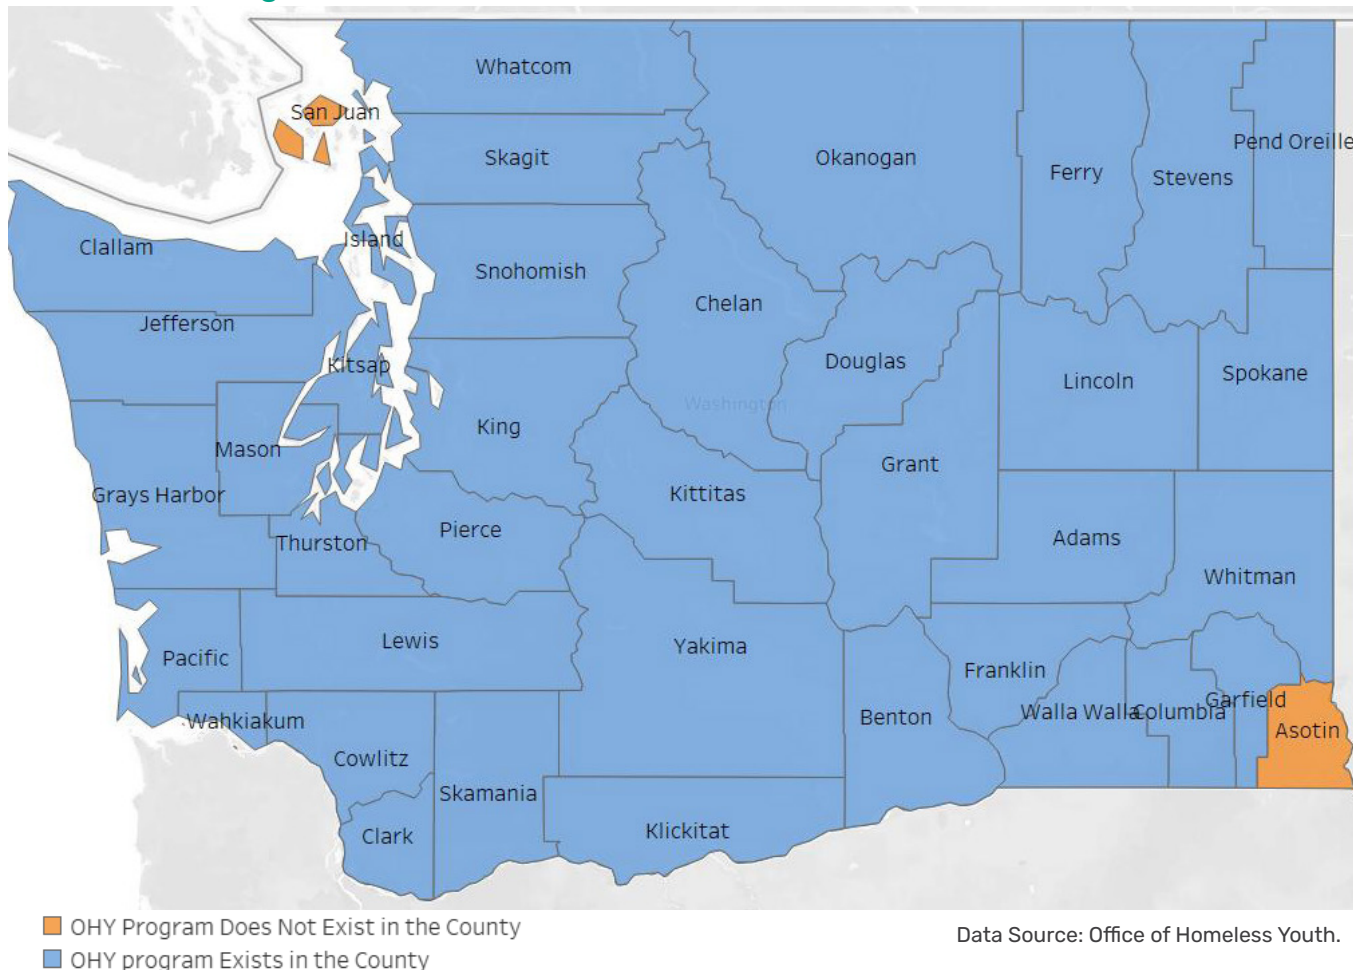 Whatcom
San Juan
Skagit
Okanogan
Pend Oreille
Ferry
Stevens
Clallam
Island
Snohomish
Chelan
Jefferson
Kitsap
Douglas
Lincoln
Spokane
Washington
King
Mason
Grant
Grays Harbor
Kittitas
Pierce
Thurston
Adams
Whitman
Lewis
Yakima
Pacific
Franklin
Garfield
Wahkiakum
Benton
Walla Walla
Columbia
Asotin
Cowlitz
Skamania
Clark
Klickitat
OHY Program Does Not Exist in the County
OHY program Exists in the County
Data Source: Office of Homeless Youth.